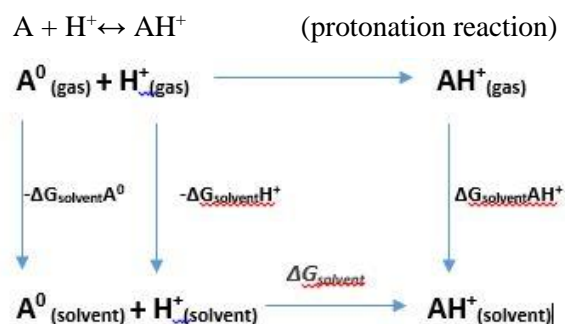 A + H⁺↔ AH⁺ (protonation reaction)
A⁰ (gas) + H⁺(gas) AH⁺(gas)
-ΔGsolventA⁰ -ΔGsolventH⁺ ΔGsolventAH⁺
ΔGsolvent
A⁰ (solvent) + H⁺(solvent) AH⁺(solvent)